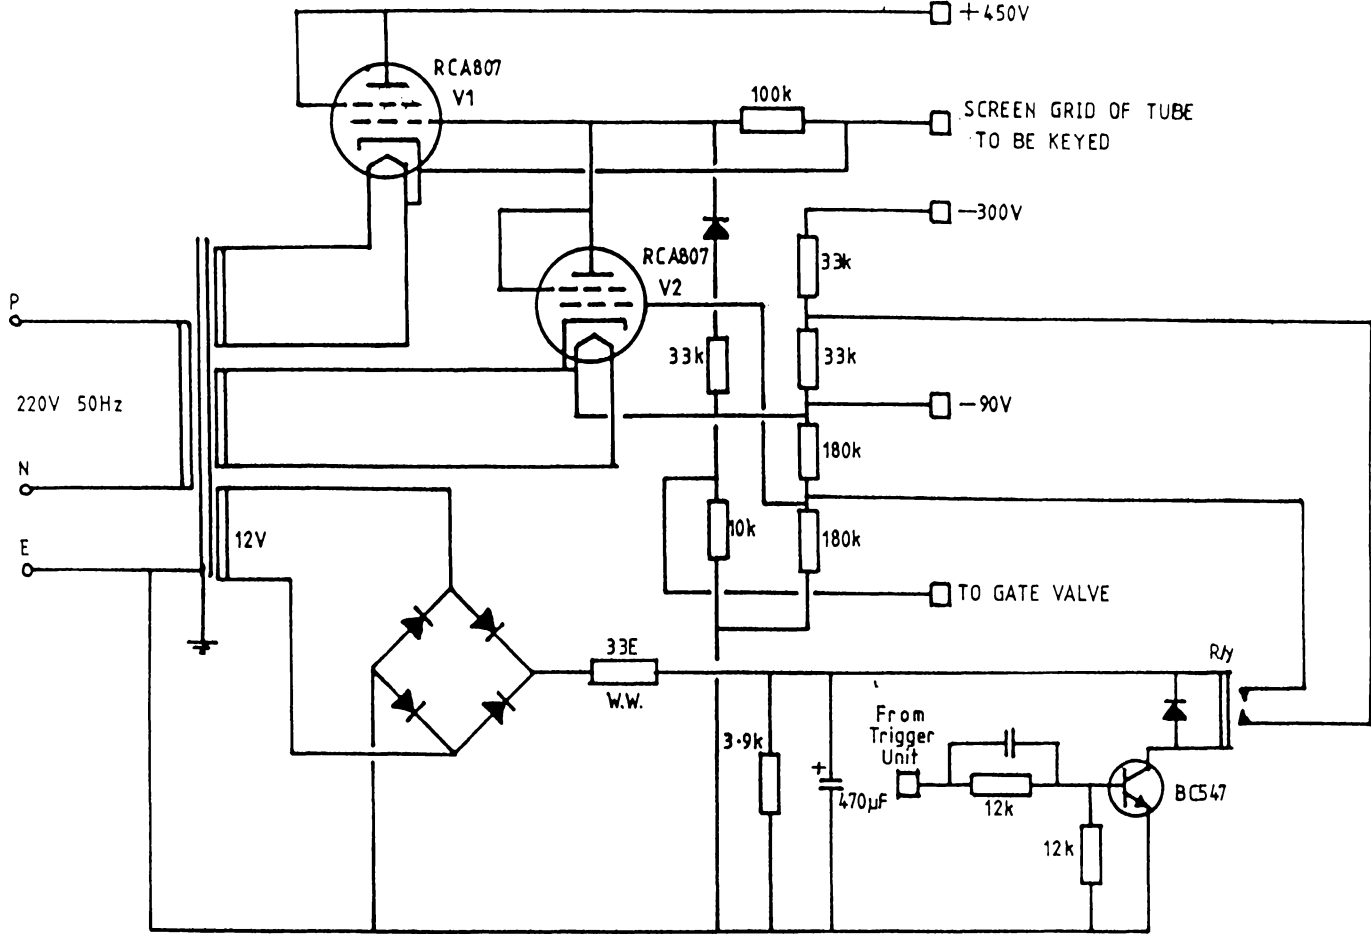 +450V
RCA807
V1
100k
SCREEN GRID OF TUBE
TO BE KEYED
-300V
RCA807
V2
33k
P
33k
33k
220V 50Hz
-90V
180k
N
12V
10k
180k
E
TO GATE VALVE
33E
W.W.
R/y
From
Trigger
Unit
3.9k
+
470µF
12k
BC547
12k